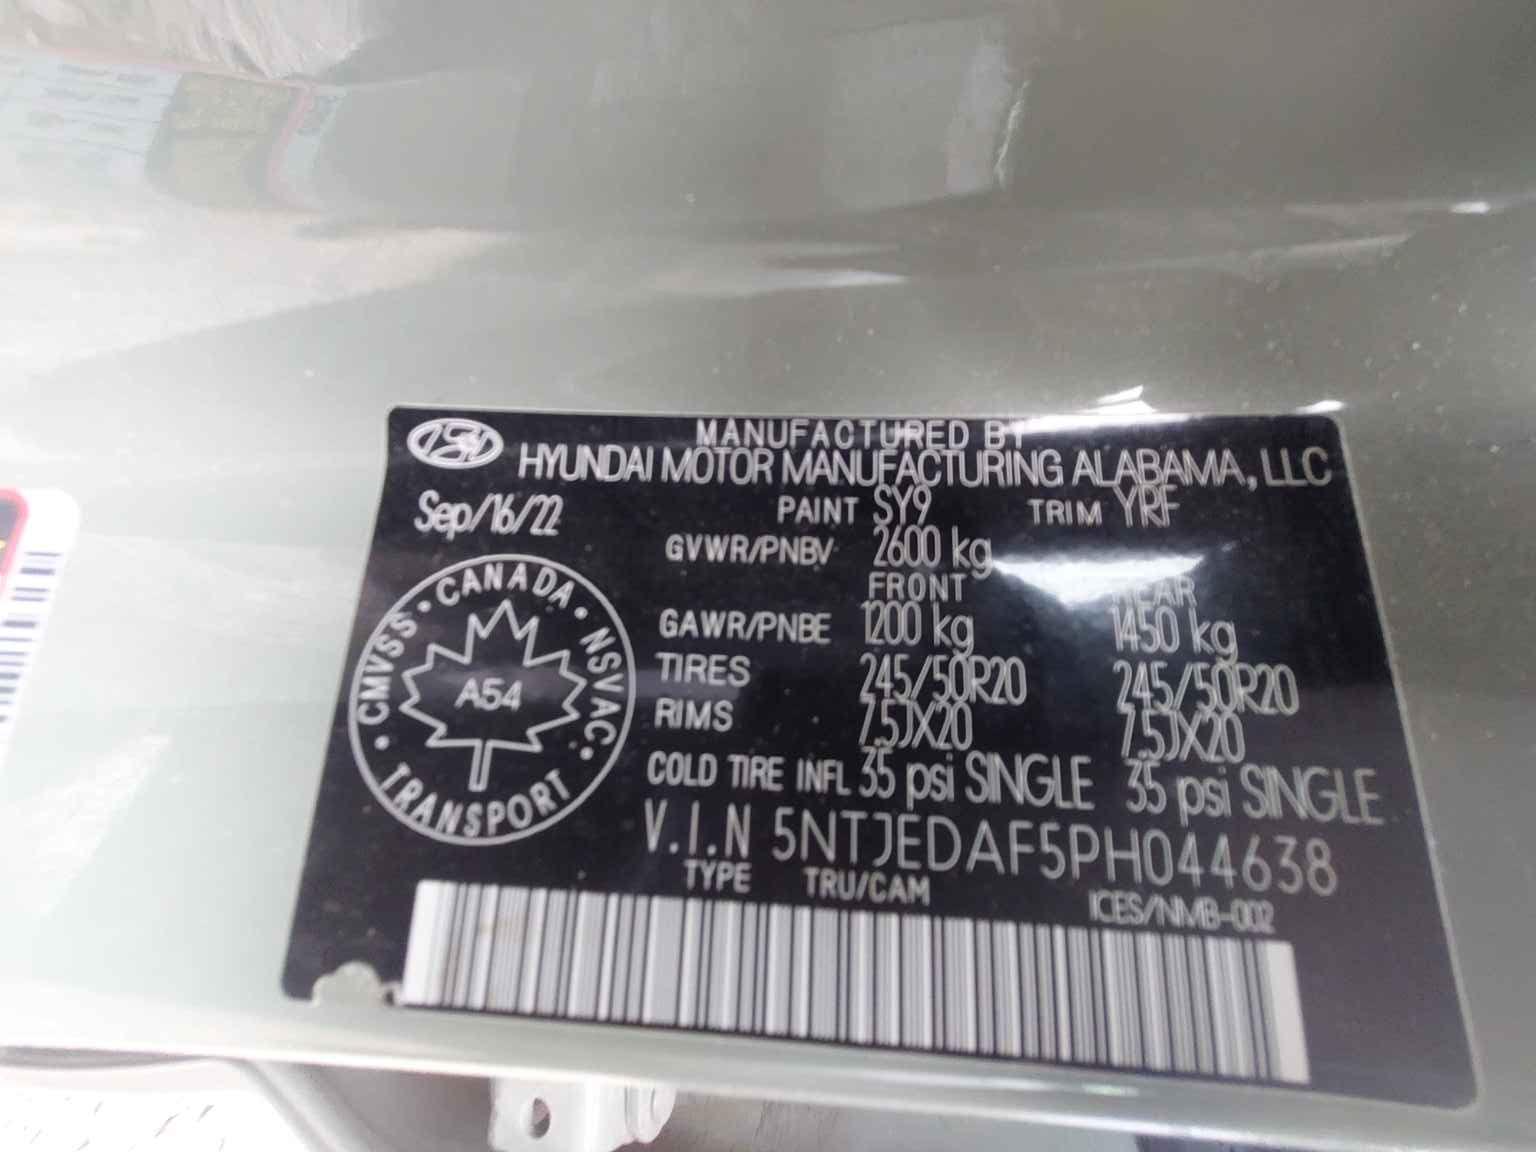 MANUFACTURED BY
HYUNDAI MOTOR MANUFACTURING ALABAMA, LLC
Sep/16/22 PAINT SY9 TRIM YRF
GVWR/PNBV 2600 kg
FRONT REAR
GAWR/PNBE 1200 kg 1450 kg
TIRES 245/50R20 245/50R20
RIMS 7.5JX20 7.5JX20
COLD TIRE INFL 35 psi SINGLE 35 psi SINGLE
V.I.N 5NTJEDAF5PH044638
TYPE TRU/CAM ICES/NMB-002
CMVSS • CANADA • NSVAC • TRANSPORT •
A54